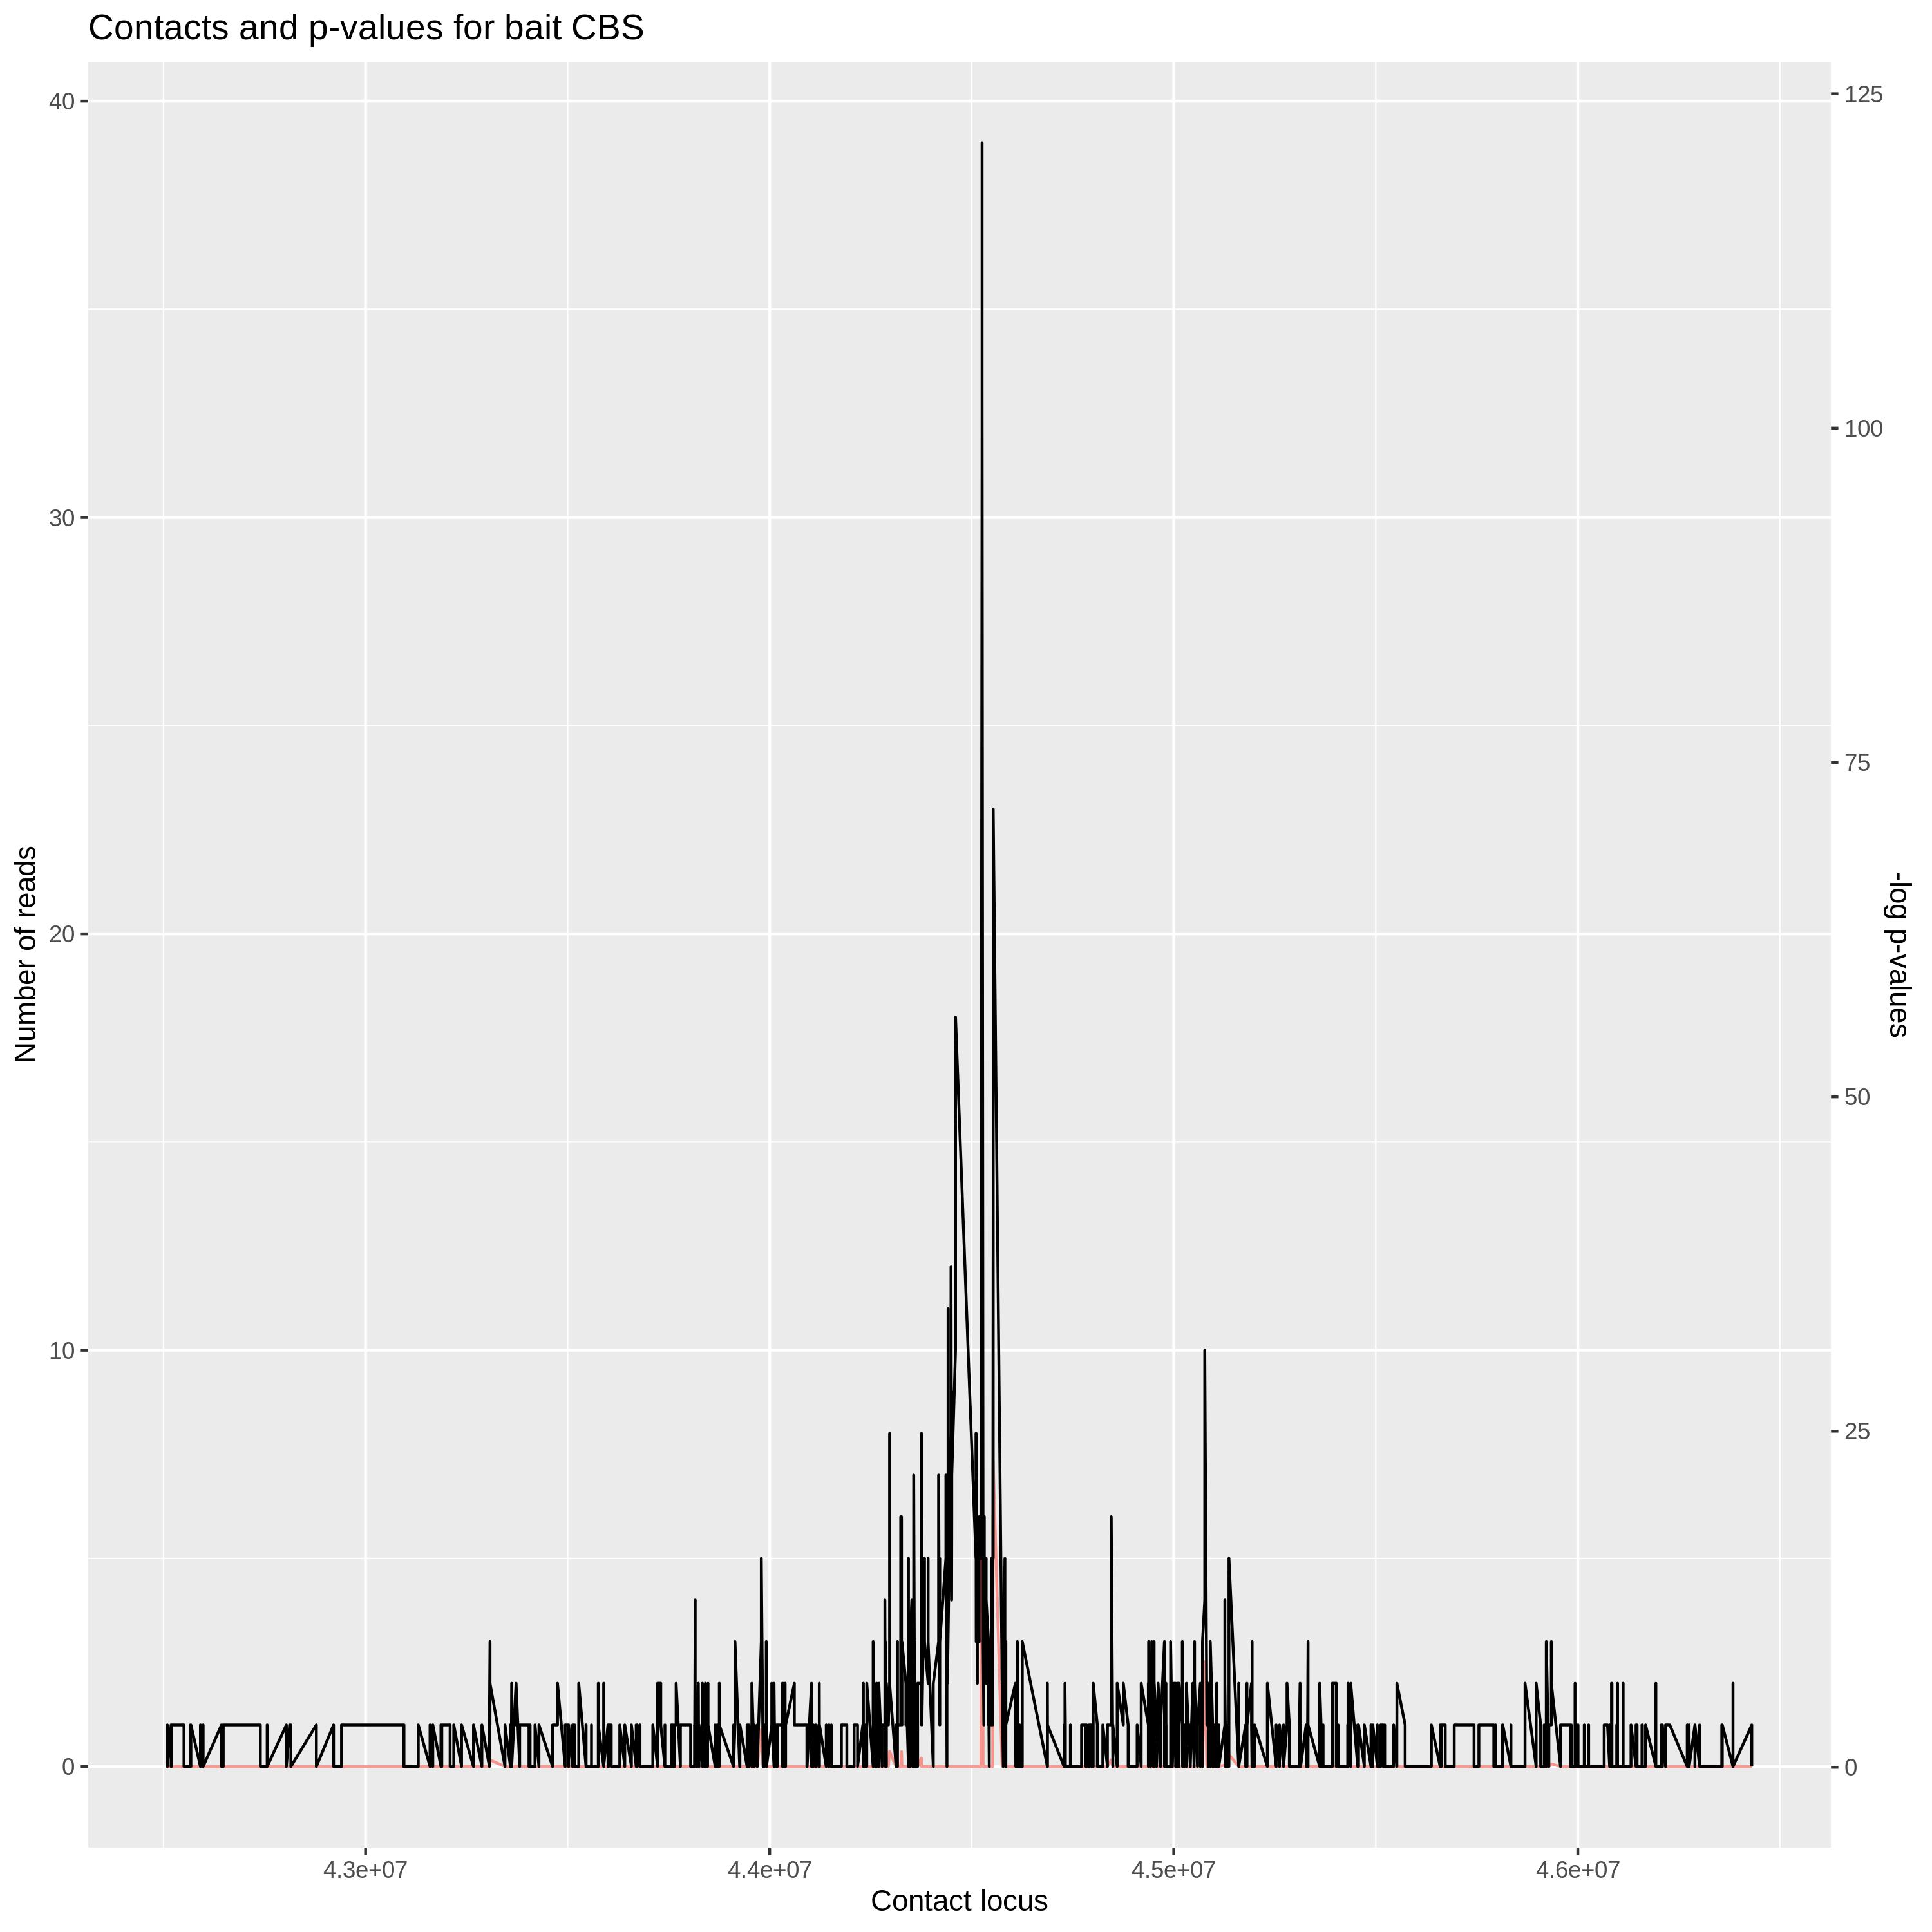 Contacts and p-values for bait CBS
Number of reads
40
30
20
10
0
125
100
75
50
25
0
-log p-values
4.3e+07 4.4e+07 4.5e+07 4.6e+07
Contact locus